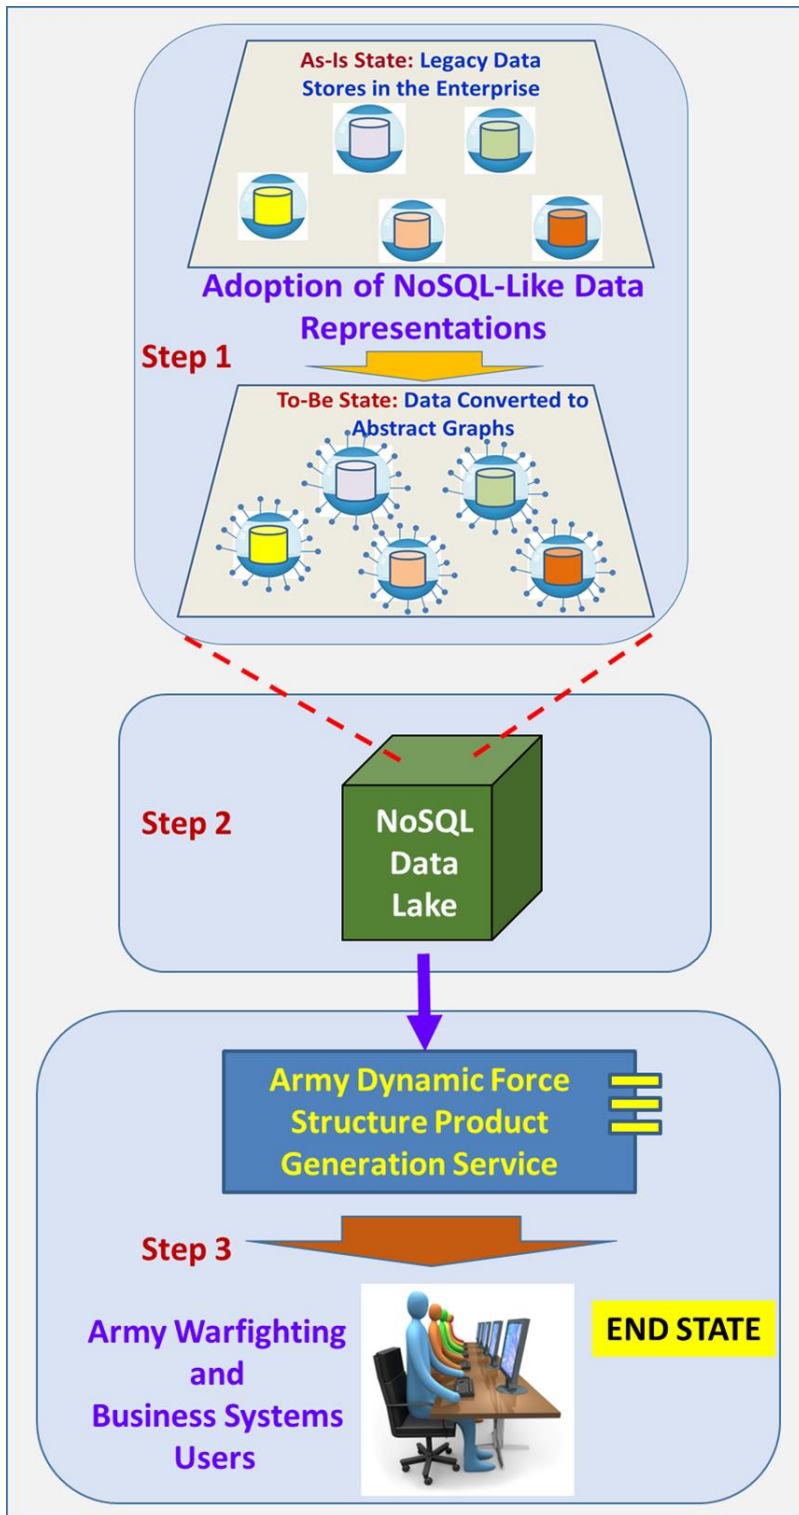 As-Is State: Legacy Data
Stores in the Enterprise
Adoption of NoSQL-Like Data
Representations
Step 1
To-Be State: Data Converted to
Abstract Graphs
Step 2
NoSQL
Data
Lake
Army Dynamic Force
Structure Product
Generation Service
Step 3
Army Warfighting
and
Business Systems
Users
END STATE